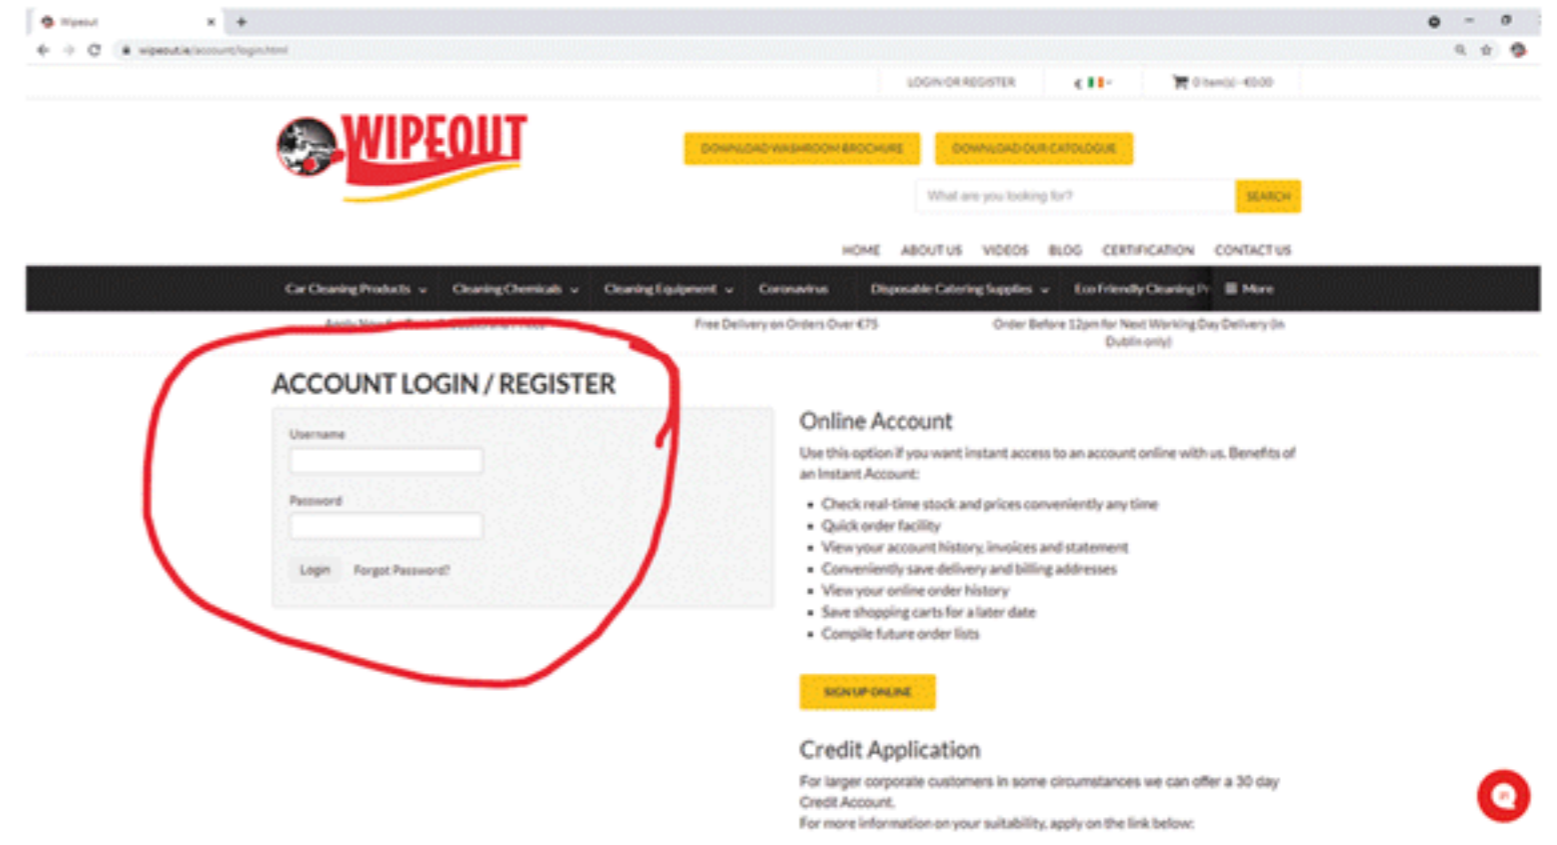 Wipeout
wipeout.ie/account/login.html
LOGIN OR REGISTER
€
0 item(s) - €0.00
WIPEOUT
DOWNLOAD WASHROOM BROCHURE
DOWNLOAD OUR CATOLOGUE
What are you looking for?
SEARCH
HOME ABOUT US VIDEOS BLOG CERTIFICATION CONTACT US
Car Cleaning Products Cleaning Chemicals Cleaning Equipment Coronavirus Disposable Catering Supplies Eco Friendly Cleaning Pr More
Free Delivery on Orders Over €75
Order Before 12pm for Next Working Day Delivery (in
Dublin only)
ACCOUNT LOGIN / REGISTER
Username
Password
Login Forgot Password?
Online Account
Use this option if you want instant access to an account online with us. Benefits of
an Instant Account:
Check real-time stock and prices conveniently any time
Quick order facility
View your account history, invoices and statement
Conveniently save delivery and billing addresses
View your online order history
Save shopping carts for a later date
Compile future order lists
SIGN UP ONLINE
Credit Application
For larger corporate customers in some circumstances we can offer a 30 day
Credit Account.
For more information on your suitability, apply on the link below: